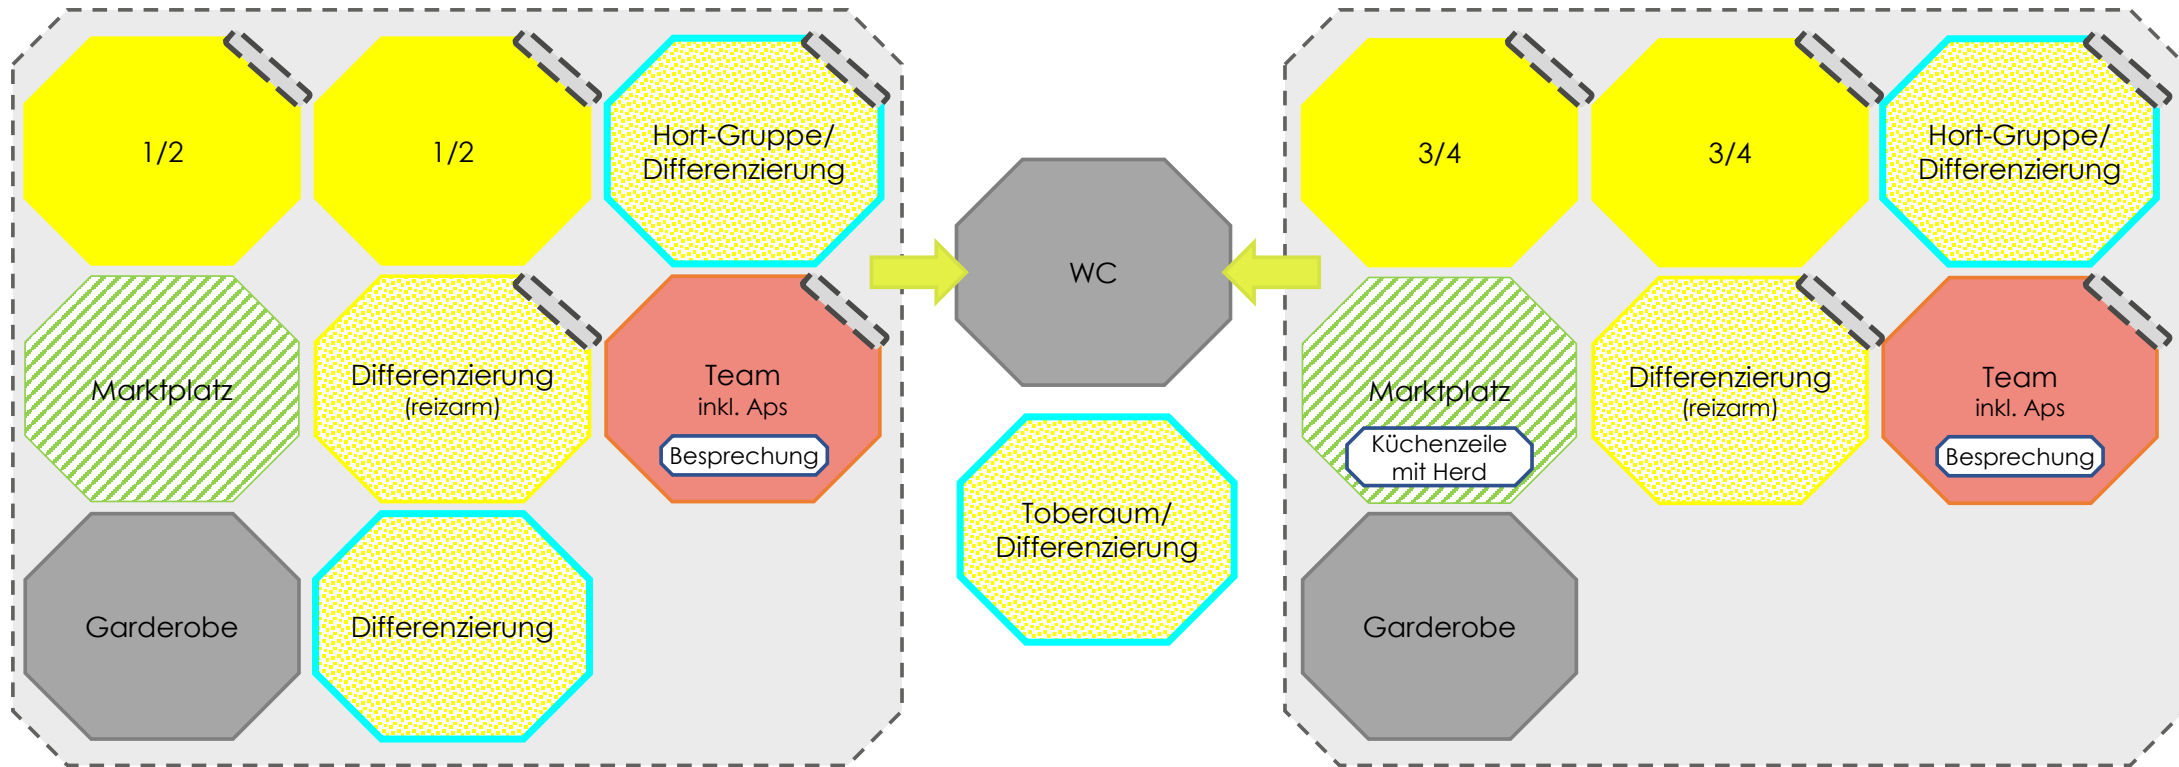 1/2
1/2
Hort-Gruppe/
Differenzierung
Marktplatz
Differenzierung
(reizarm)
Team
inkl. Aps
Besprechung
Garderobe
Differenzierung
WC
Toberaum/
Differenzierung
3/4
3/4
Hort-Gruppe/
Differenzierung
Marktplatz
Küchenzeile
mit Herd
Differenzierung
(reizarm)
Team
inkl. Aps
Besprechung
Garderobe